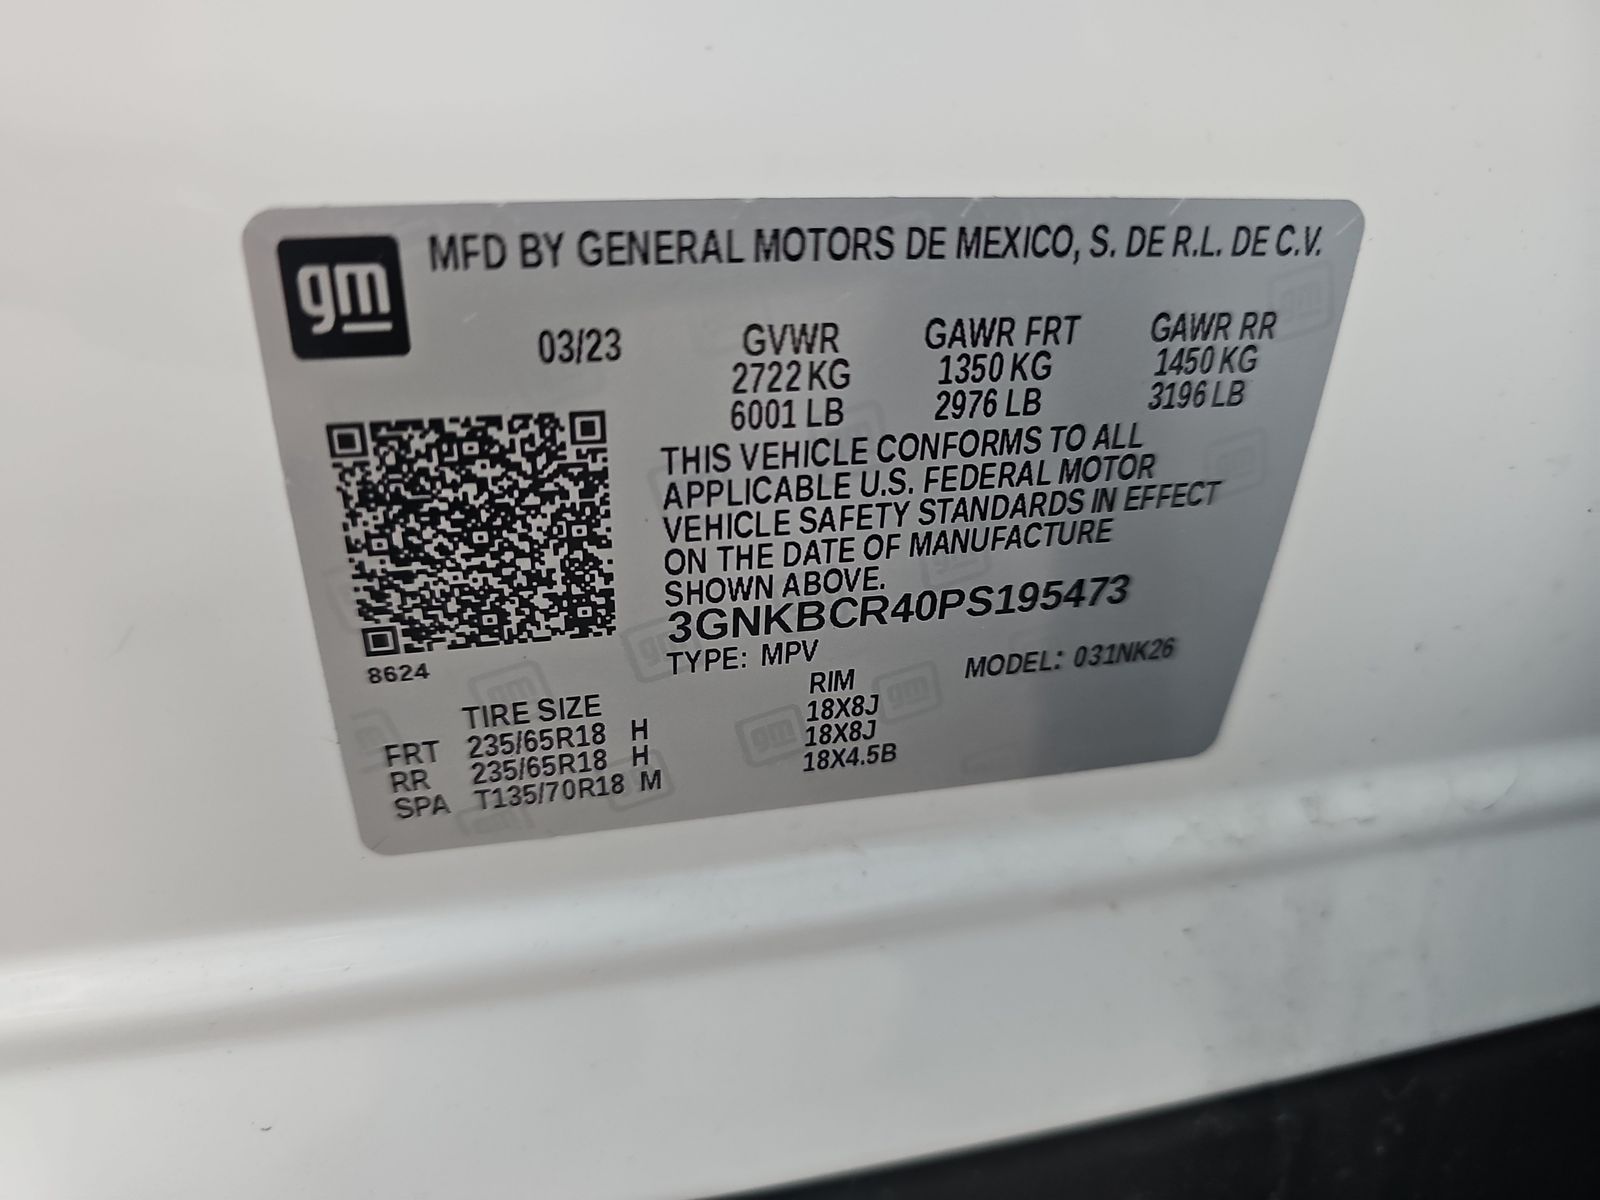 gm MFD BY GENERAL MOTORS DE MEXICO, S. DE R.L. DE C.V.
03/23 GVWR GAWR FRT GAWR RR
2722 KG 1350 KG 1450 KG
6001 LB 2976 LB 3196 LB
THIS VEHICLE CONFORMS TO ALL
APPLICABLE U.S. FEDERAL MOTOR
VEHICLE SAFETY STANDARDS IN EFFECT
ON THE DATE OF MANUFACTURE
SHOWN ABOVE.
3GNKBCR40PS195473
8624 TYPE: MPV MODEL: 031NK26
TIRE SIZE RIM
FRT 235/65R18 H 18X8J
RR 235/65R18 H 18X8J
SPA T135/70R18 M 18X4.5B